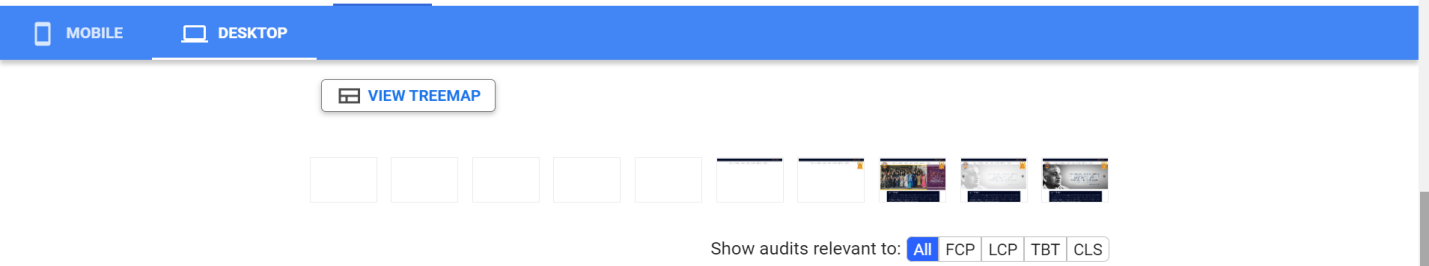 MOBILE DESKTOP
VIEW TREEMAP
Show audits relevant to: All FCP LCP TBT CLS